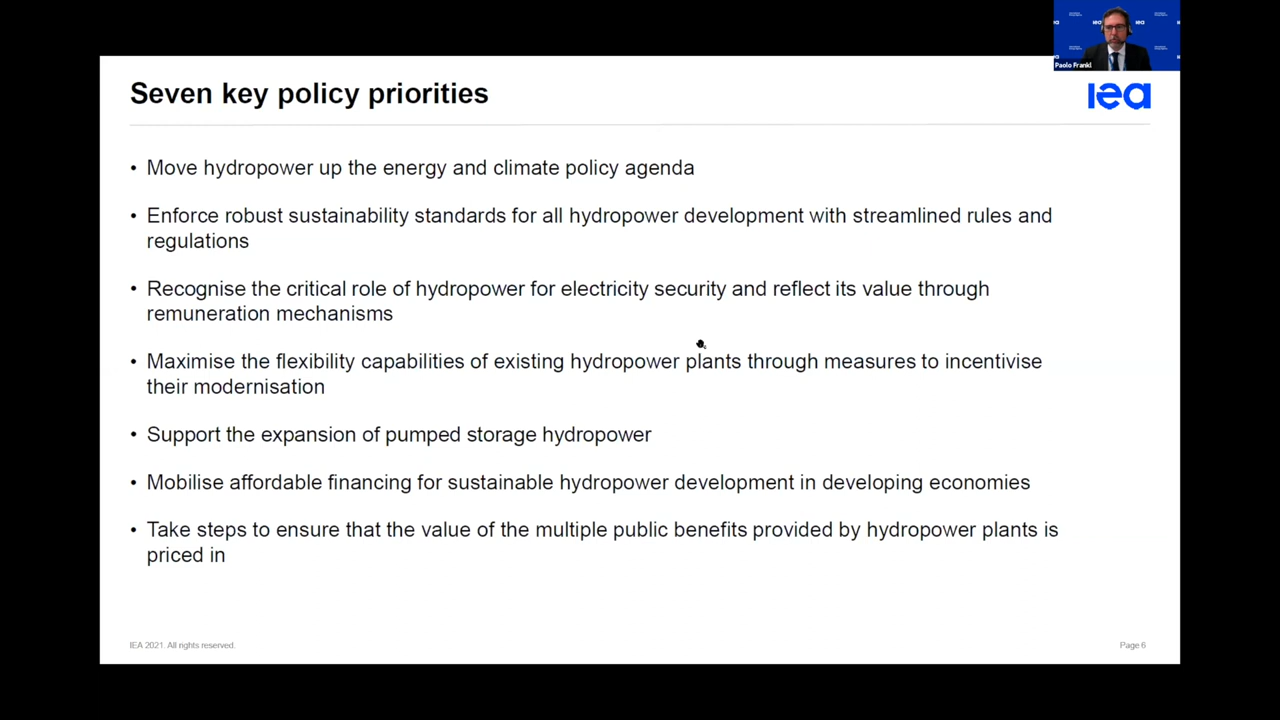 Paolo Frankl
Seven key policy priorities
iea
• Move hydropower up the energy and climate policy agenda
• Enforce robust sustainability standards for all hydropower development with streamlined rules and
regulations
• Recognise the critical role of hydropower for electricity security and reflect its value through
remuneration mechanisms
• Maximise the flexibility capabilities of existing hydropower plants through measures to incentivise
their modernisation
• Support the expansion of pumped storage hydropower
• Mobilise affordable financing for sustainable hydropower development in developing economies
• Take steps to ensure that the value of the multiple public benefits provided by hydropower plants is
priced in
IEA 2021. All rights reserved.
Page 6